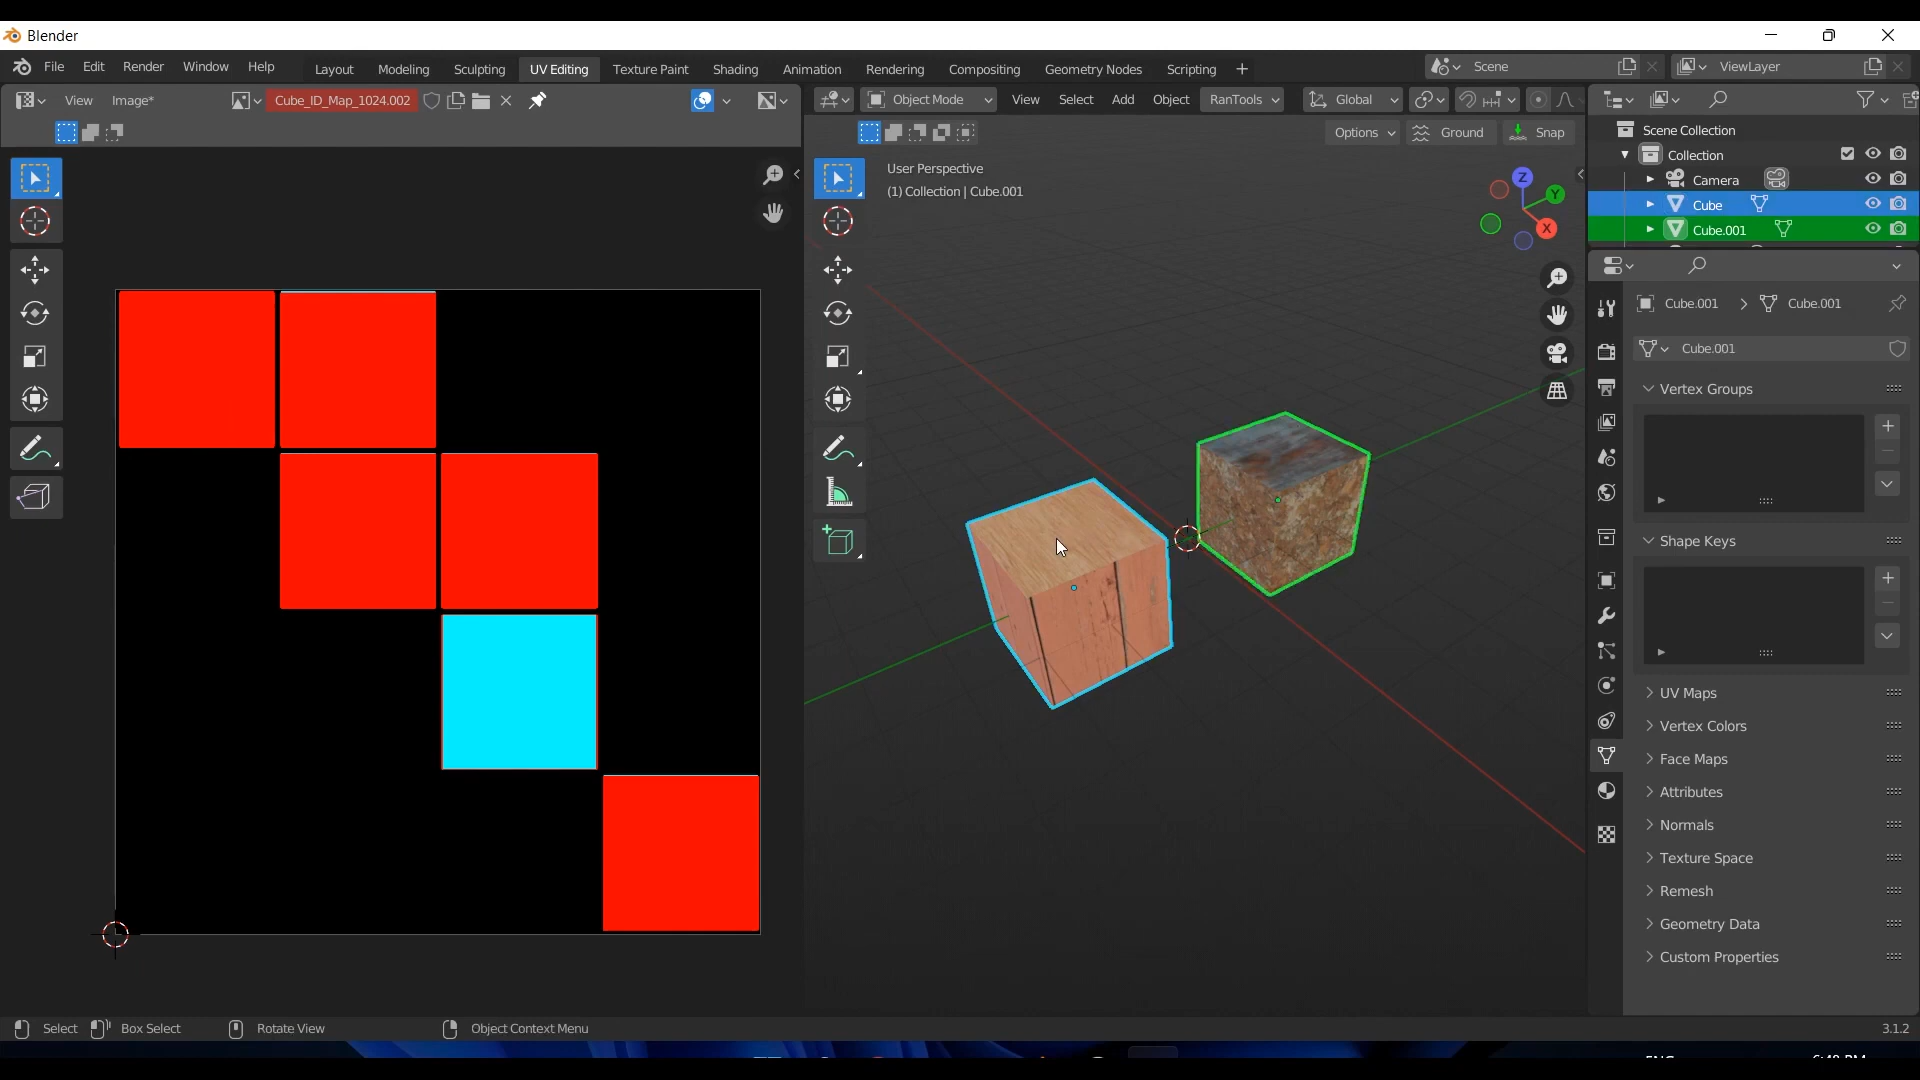 Blender
File Edit Render Window Help
Layout Modeling Sculpting UV Editing Texture Paint Shading Animation Rendering Compositing Geometry Nodes Scripting +
Scene
ViewLayer
View Image*
Cube_ID_Map_1024.002
Object Mode
View Select Add Object RanTools
Global
Options
Ground
Snap
User Perspective
(1) Collection | Cube.001
Z
Y
X
Scene Collection
Collection
Camera
Cube
Cube.001
Cube.001 > Cube.001
Cube.001
Vertex Groups
Shape Keys
UV Maps
Vertex Colors
Face Maps
Attributes
Normals
Texture Space
Remesh
Geometry Data
Custom Properties
Select Box Select Rotate View Object Context Menu
3.1.2